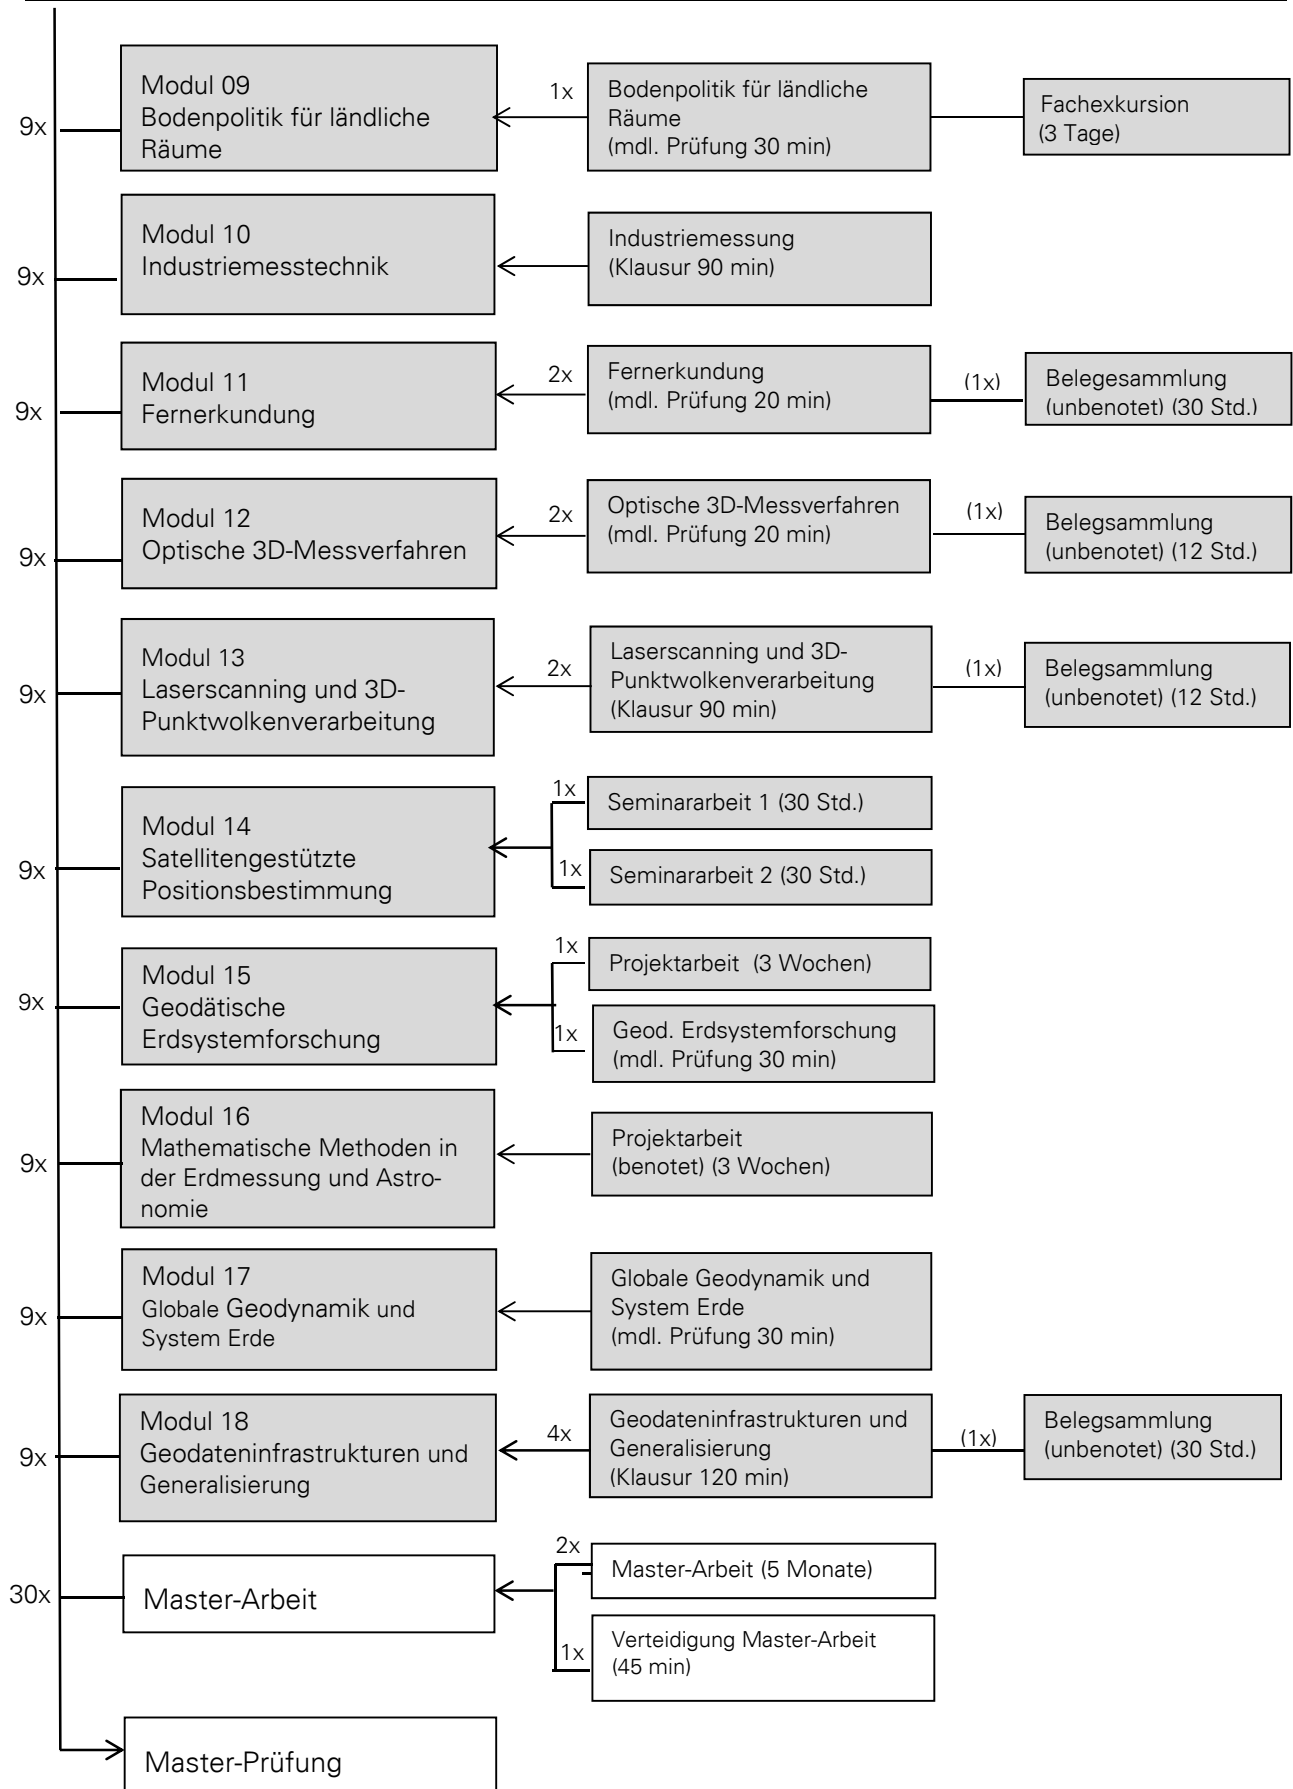 9x
Modul 09
Bodenpolitik für ländliche
Räume
1x
Bodenpolitik für ländliche
Räume
(mdl. Prüfung 30 min)
Fachexkursion
(3 Tage)
9x
Modul 10
Industriemesstechnik
Industriemessung
(Klausur 90 min)
9x
Modul 11
Fernerkundung
2x
Fernerkundung
(mdl. Prüfung 20 min)
(1x)
Belegesammlung
(unbenotet) (30 Std.)
9x
Modul 12
Optische 3D-Messverfahren
2x
Optische 3D-Messverfahren
(mdl. Prüfung 20 min)
(1x)
Belegsammlung
(unbenotet) (12 Std.)
9x
Modul 13
Laserscanning und 3D-
Punktwolkenverarbeitung
2x
Laserscanning und 3D-
Punktwolkenverarbeitung
(Klausur 90 min)
(1x)
Belegsammlung
(unbenotet) (12 Std.)
9x
Modul 14
Satellitengestützte
Positionsbestimmung
1x
Seminararbeit 1 (30 Std.)
1x
Seminararbeit 2 (30 Std.)
9x
Modul 15
Geodätische
Erdsystemforschung
1x
Projektarbeit (3 Wochen)
1x
Geod. Erdsystemforschung
(mdl. Prüfung 30 min)
9x
Modul 16
Mathematische Methoden in
der Erdmessung und Astro-
nomie
Projektarbeit
(benotet) (3 Wochen)
9x
Modul 17
Globale Geodynamik und
System Erde
Globale Geodynamik und
System Erde
(mdl. Prüfung 30 min)
9x
Modul 18
Geodateninfrastrukturen und
Generalisierung
4x
Geodateninfrastrukturen und
Generalisierung
(Klausur 120 min)
(1x)
Belegsammlung
(unbenotet) (30 Std.)
30x
Master-Arbeit
2x
Master-Arbeit (5 Monate)
1x
Verteidigung Master-Arbeit
(45 min)
Master-Prüfung